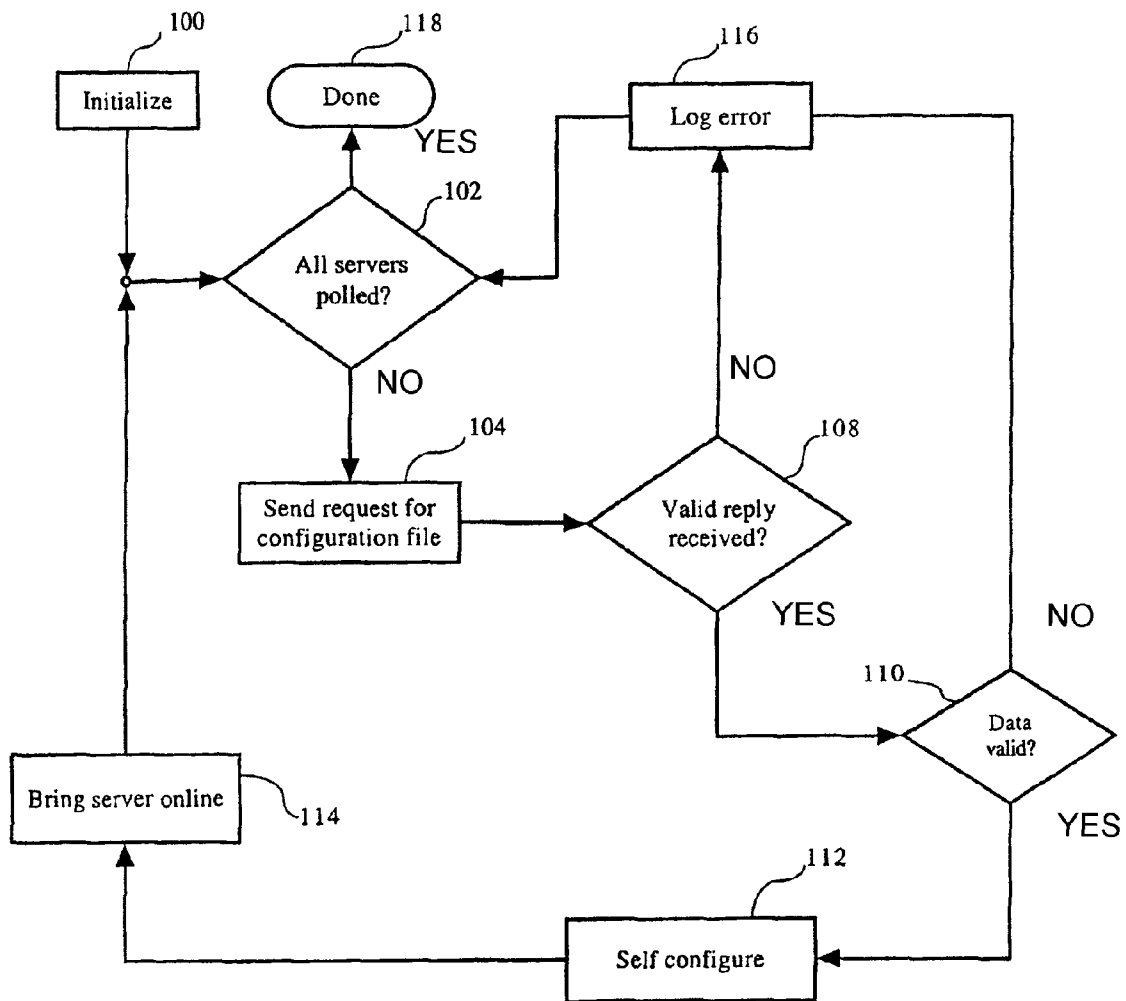 100
118
116
Initialize
Done
Log error
YES
102
All servers
polled?
NO
NO
104
108
Send request for
configuration file
Valid reply
received?
YES
NO
110
Data
valid?
Bring server online
114
YES
112
Self configure